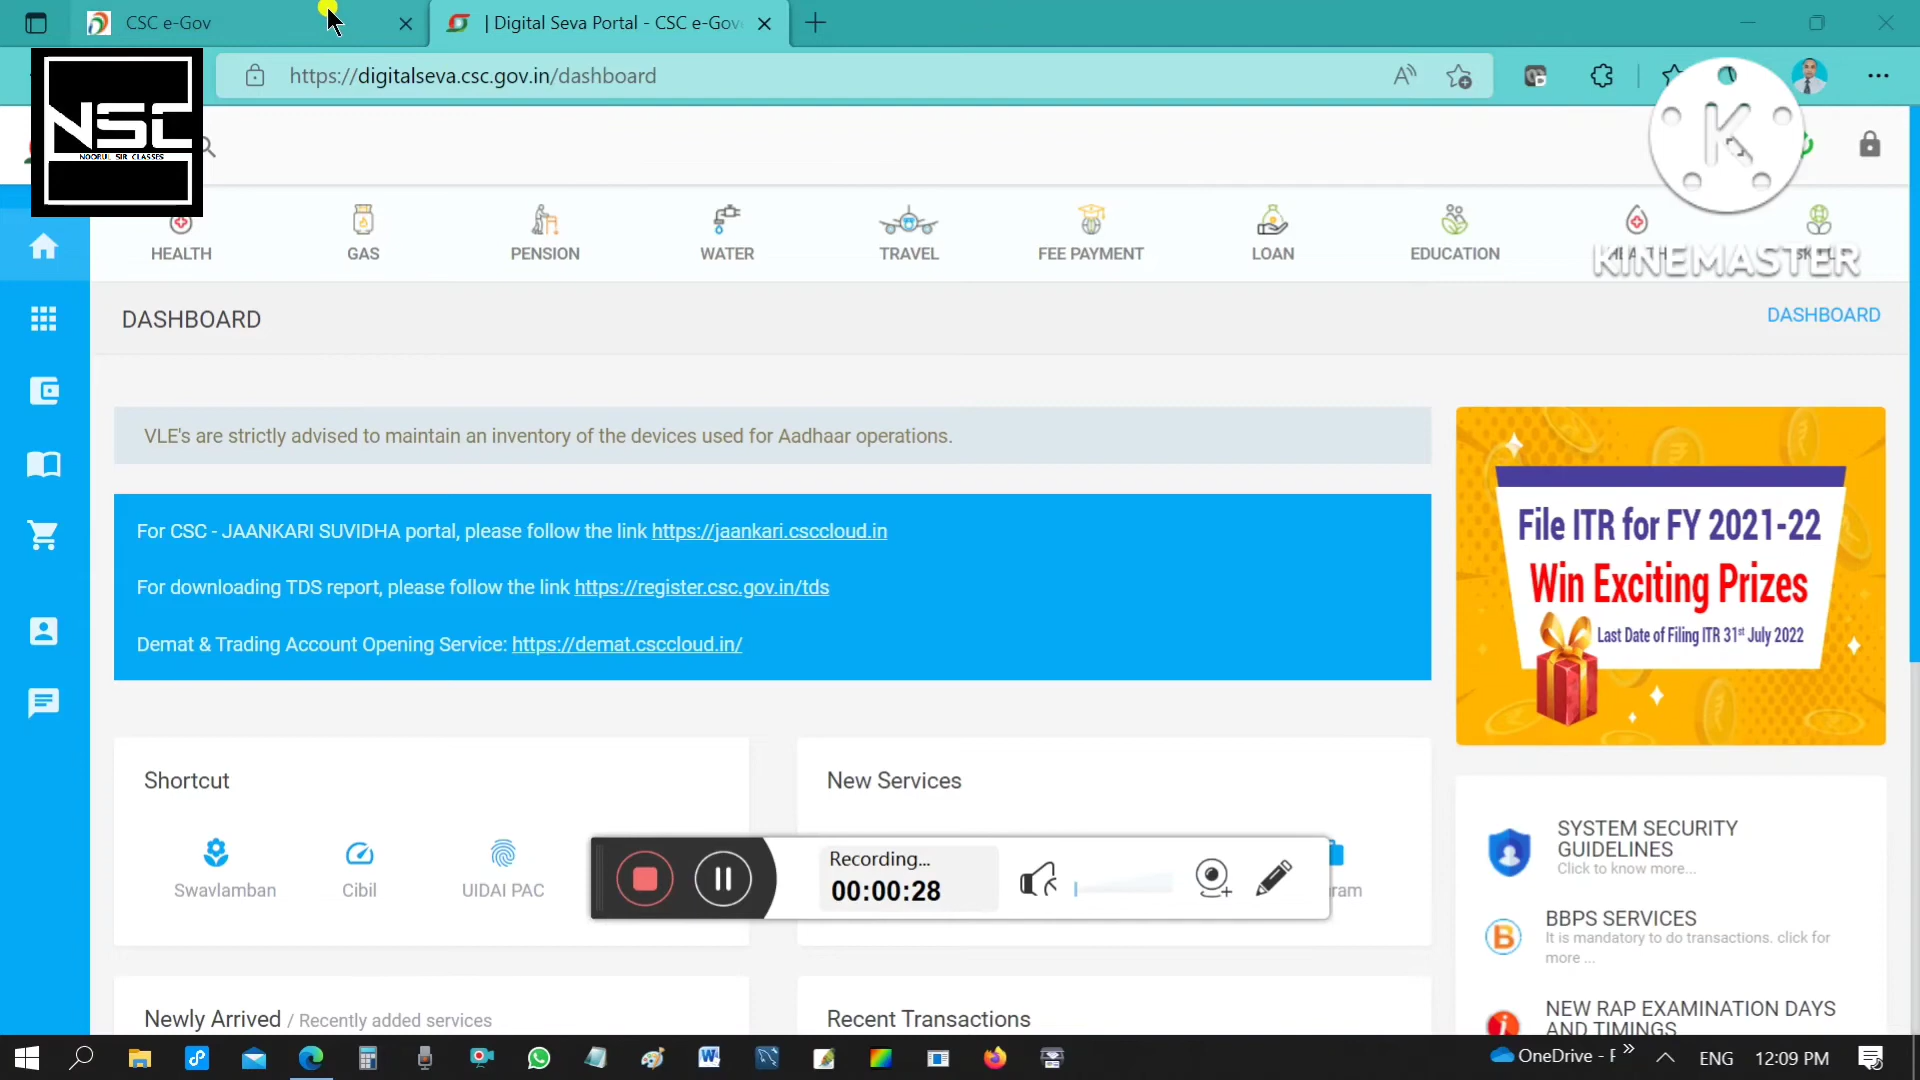 CSC e-Gov
| Digital Seva Portal - CSC e-Gov
https://digitalseva.csc.gov.in/dashboard
NSC
NOORUL SIR CLASSES
K
KINEMASTER
HEALTH
GAS
PENSION
WATER
TRAVEL
FEE PAYMENT
LOAN
EDUCATION
DASHBOARD
DASHBOARD
VLE's are strictly advised to maintain an inventory of the devices used for Aadhaar operations.
For CSC - JAANKARI SUVIDHA portal, please follow the link https://jaankari.csccloud.in
For downloading TDS report, please follow the link https://register.csc.gov.in/tds
Demat & Trading Account Opening Service: https://demat.csccloud.in/
File ITR for FY 2021-22
Win Exciting Prizes
Last Date of Filing ITR 31st July 2022
Shortcut
Swavlamban
Cibil
UIDAI PAC
New Services
Recording...
00:00:28
SYSTEM SECURITY
GUIDELINES
Click to know more...
BBPS SERVICES
It is mandatory to do transactions. click for
more ...
NEW RAP EXAMINATION DAYS
AND TIMINGS
Newly Arrived / Recently added services
Recent Transactions
OneDrive - F
ENG
12:09 PM